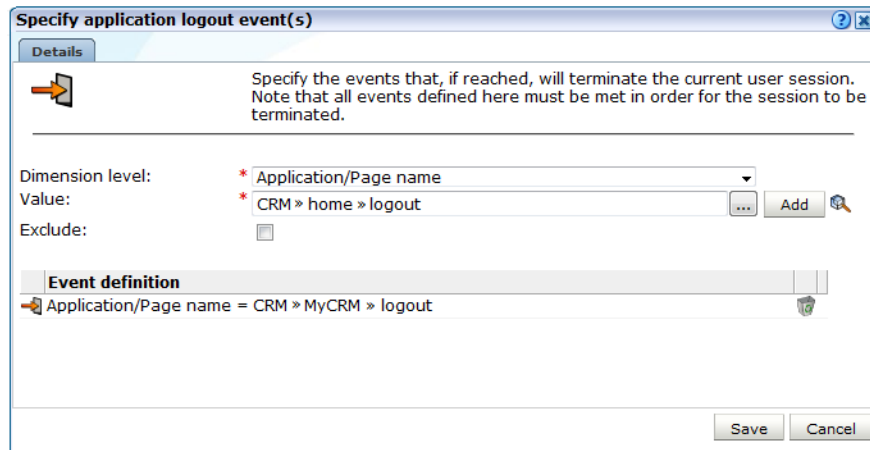 Specify application logout event(s)
Details
Specify the events that, if reached, will terminate the current user session.
Note that all events defined here must be met in order for the session to be
terminated.
Dimension level: * Application/Page name
Value: * CRM » home » logout ... Add
Exclude:
Event definition
Application/Page name = CRM » MyCRM » logout
Save Cancel